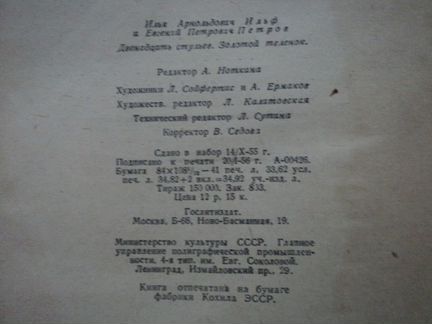 Илья Арнольдович Ильф
и Евгений Петрович Петров
Двенадцать стульев. Золотой теленок.
Редактор А. Ноткина
Художники Л. Сойфертис и А. Ермаков
Художеств. редактор Л. Калитовская
Технический редактор Л. Сутина
Корректор В. Седова
Сдано в набор 14/X-55 г.
Подписано к печати 20/I-56 г. А-00426.
Бумага 84×108¹/₃₂—41 печ. л. 33,62 усл.
печ. л. 34,82+2 вкл.=34,92 уч.-изд. л.
Тираж 150 000. Зак. 833.
Цена 12 р. 15 к.
Гослитиздат.
Москва, Б-66, Ново-Басманная, 19.
Министерство культуры СССР. Главное
управление полиграфической промышлен-
ности. 4-я тип. им. Евг. Соколовой.
Ленинград, Измайловский пр., 29.
Книга отпечатана на бумаге
фабрики Кохила ЭССР.